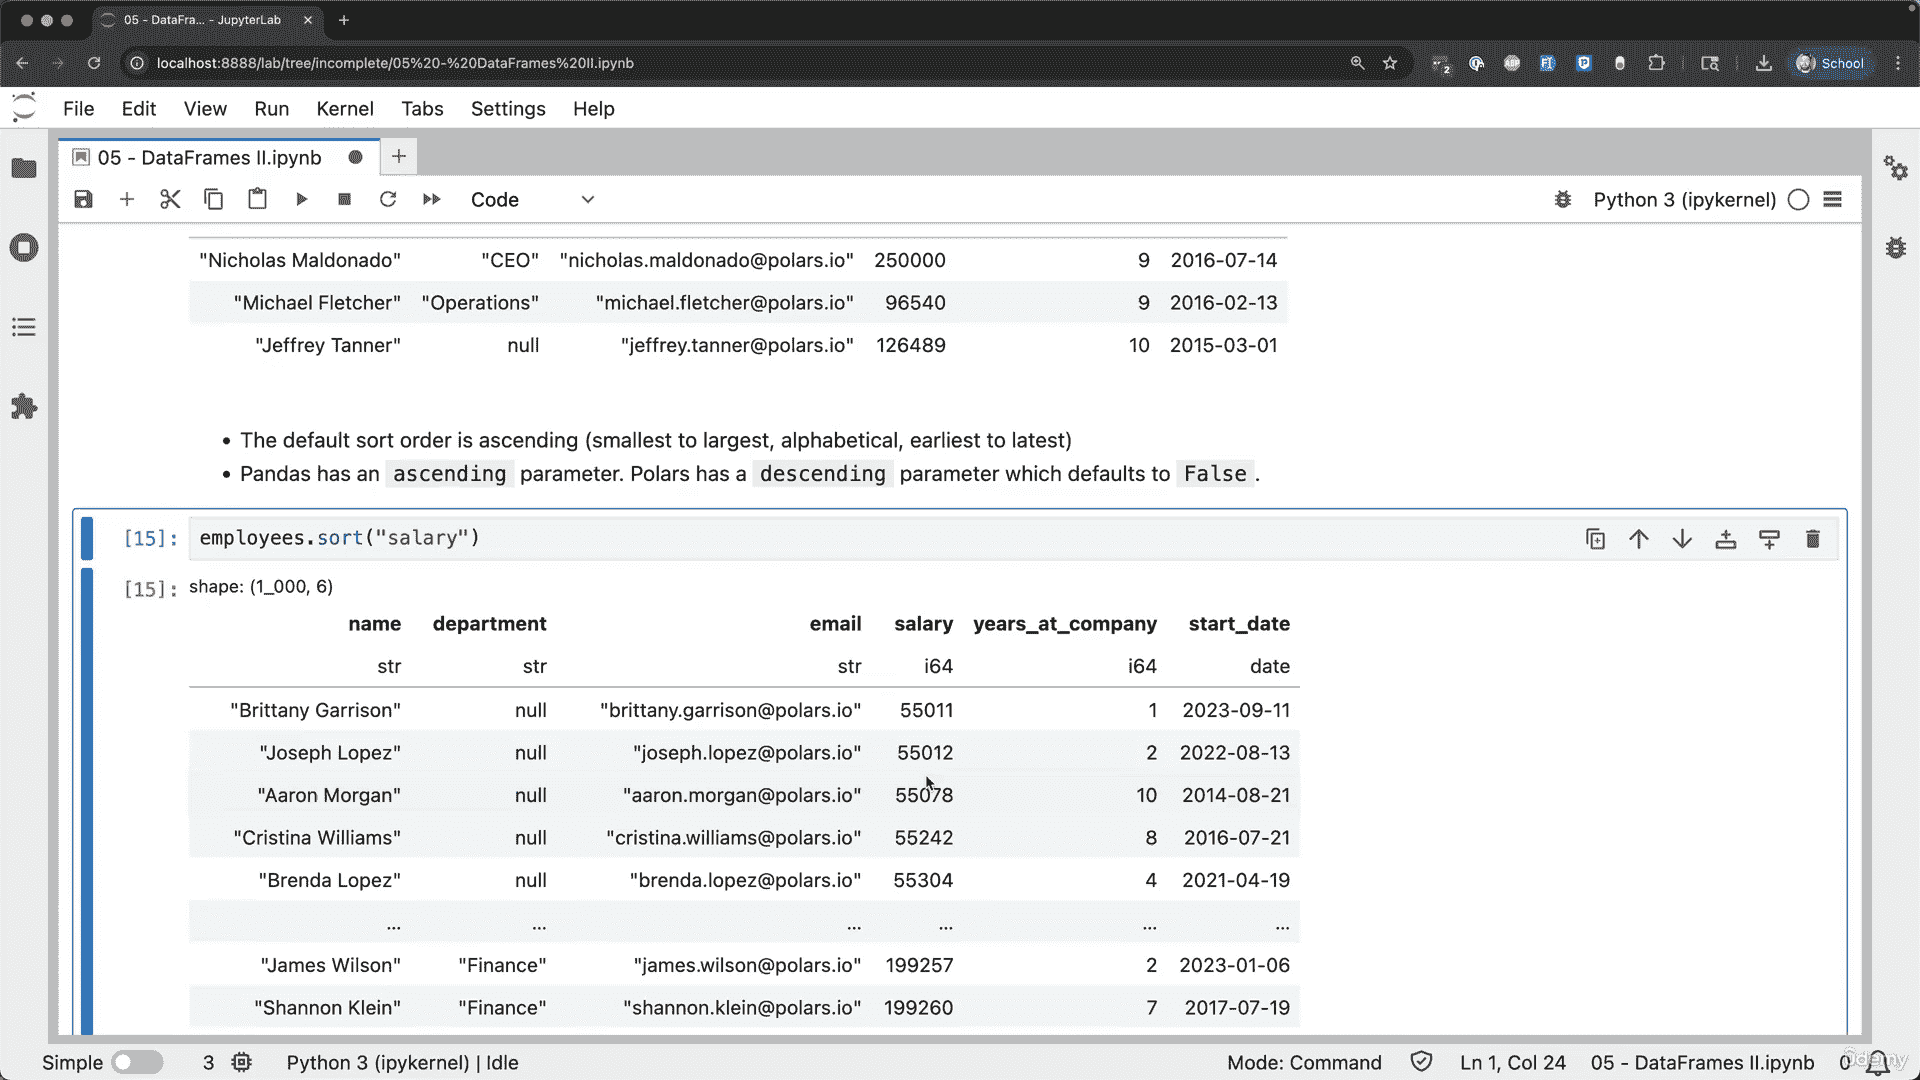 05 - DataFra... - JupyterLab
localhost:8888/lab/tree/incomplete/05%20-%20DataFrames%20II.ipynb
2
ABP
School
File Edit View Run Kernel Tabs Settings Help
05 - DataFrames II.ipynb
Code
Python 3 (ipykernel)
"Nicholas Maldonado" "CEO" "nicholas.maldonado@polars.io" 250000 9 2016-07-14
"Michael Fletcher" "Operations" "michael.fletcher@polars.io" 96540 9 2016-02-13
"Jeffrey Tanner" null "jeffrey.tanner@polars.io" 126489 10 2015-03-01
• The default sort order is ascending (smallest to largest, alphabetical, earliest to latest)
• Pandas has an ascending parameter. Polars has a descending parameter which defaults to False.
[15]: employees.sort("salary")
[15]: shape: (1_000, 6)
name department email salary years_at_company start_date
str str str i64 i64 date
"Brittany Garrison" null "brittany.garrison@polars.io" 55011 1 2023-09-11
"Joseph Lopez" null "joseph.lopez@polars.io" 55012 2 2022-08-13
"Aaron Morgan" null "aaron.morgan@polars.io" 55078 10 2014-08-21
"Cristina Williams" null "cristina.williams@polars.io" 55242 8 2016-07-21
"Brenda Lopez" null "brenda.lopez@polars.io" 55304 4 2021-04-19
... ... ... ... ... ...
"James Wilson" "Finance" "james.wilson@polars.io" 199257 2 2023-01-06
"Shannon Klein" "Finance" "shannon.klein@polars.io" 199260 7 2017-07-19
Simple 3 Python 3 (ipykernel) | Idle Mode: Command Ln 1, Col 24 05 - DataFrames II.ipynb 0
Udemy